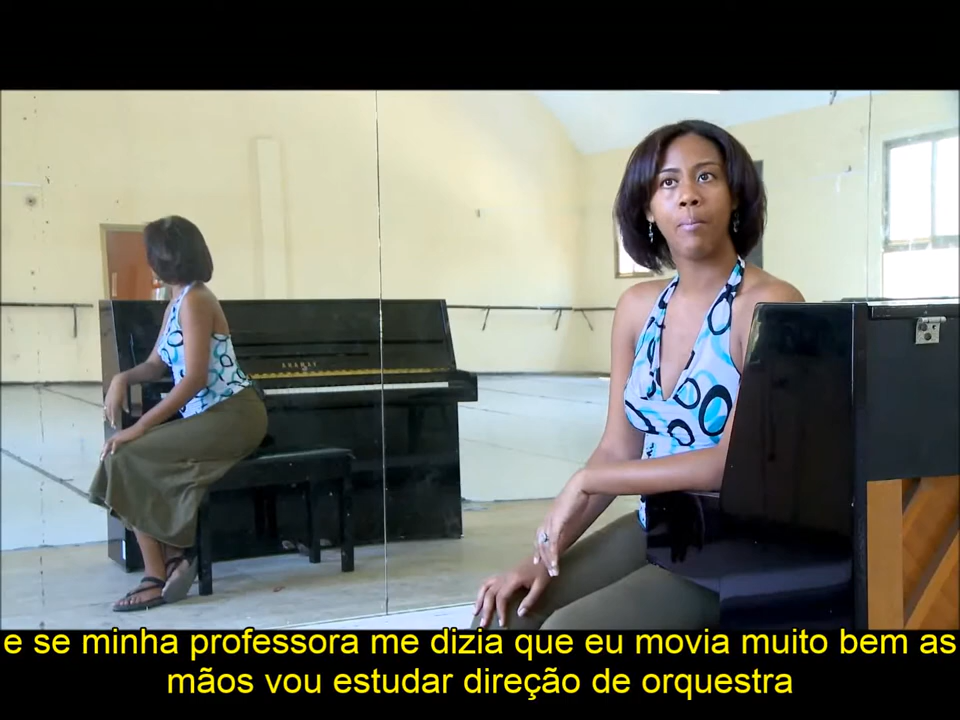 e se minha professora me dizia que eu movia muito bem as
mãos vou estudar direção de orquestra